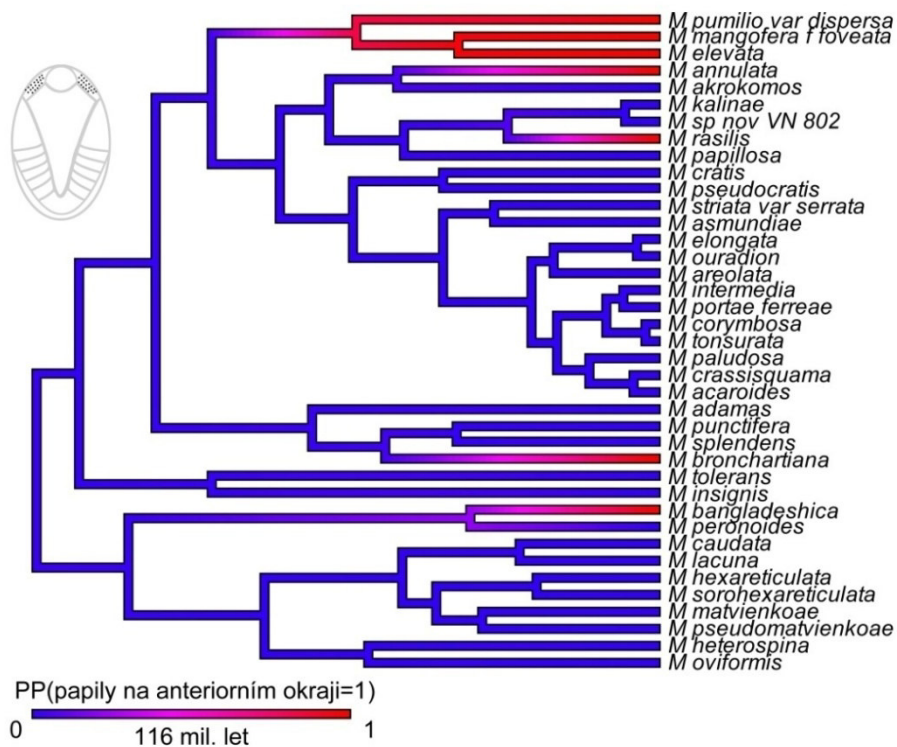 M pumilio var dispersa
M mangofera f foveata
M elevata
M annulata
M akrokomos
M kalinae
M sp nov VN 802
M rasilis
M papillosa
M cratis
M pseudocratis
M striata var serrata
M asmundiae
M elongata
M ouradion
M areolata
M intermedia
M portae ferreae
M corymbosa
M tonsurata
M paludosa
M crassisquama
M acaroides
M adamas
M punctifera
M splendens
M bronchartiana
M tolerans
M insignis
M bangladeshica
M peronoides
M caudata
M lacuna
M hexareticulata
M sorohexareticulata
M matvienkoae
M pseudomatvienkoae
M heterospina
M oviformis
PP(papily na anteriorním okraji=1)
0 1
116 mil. let